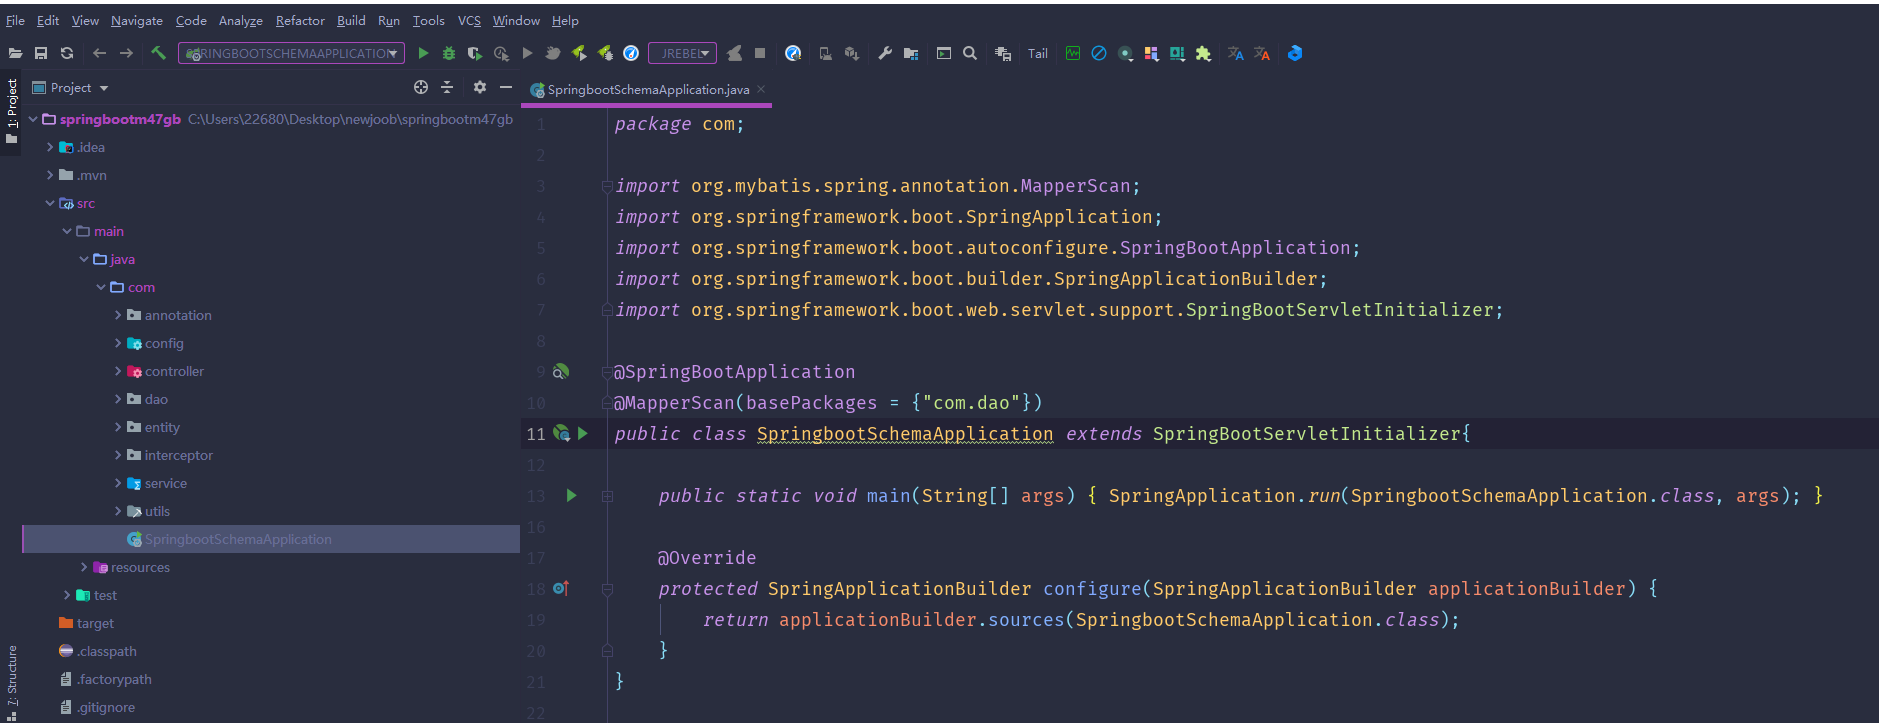 File Edit View Navigate Code Analyze Refactor Build Run Tools VCS Window Help
SPRINGBOOTSCHEMAAPPLICATION JREBEL Tail
1: Project
Project
SpringbootSchemaApplication.java
springbootm47gb C:\Users\22680\Desktop\newjoob\springbootm47gb
.idea
.mvn
src
main
java
com
annotation
config
controller
dao
entity
interceptor
service
utils
SpringbootSchemaApplication
resources
test
target
.classpath
.factorypath
.gitignore
7: Structure
1 package com;
2
3 import org.mybatis.spring.annotation.MapperScan;
4 import org.springframework.boot.SpringApplication;
5 import org.springframework.boot.autoconfigure.SpringBootApplication;
6 import org.springframework.boot.builder.SpringApplicationBuilder;
7 import org.springframework.boot.web.servlet.support.SpringBootServletInitializer;
8
9 @SpringBootApplication
10 @MapperScan(basePackages = {"com.dao"})
11 public class SpringbootSchemaApplication extends SpringBootServletInitializer{
12
13 public static void main(String[] args) { SpringApplication.run(SpringbootSchemaApplication.class, args); }
16
17 @Override
18 protected SpringApplicationBuilder configure(SpringApplicationBuilder applicationBuilder) {
19 return applicationBuilder.sources(SpringbootSchemaApplication.class);
20 }
21 }
22